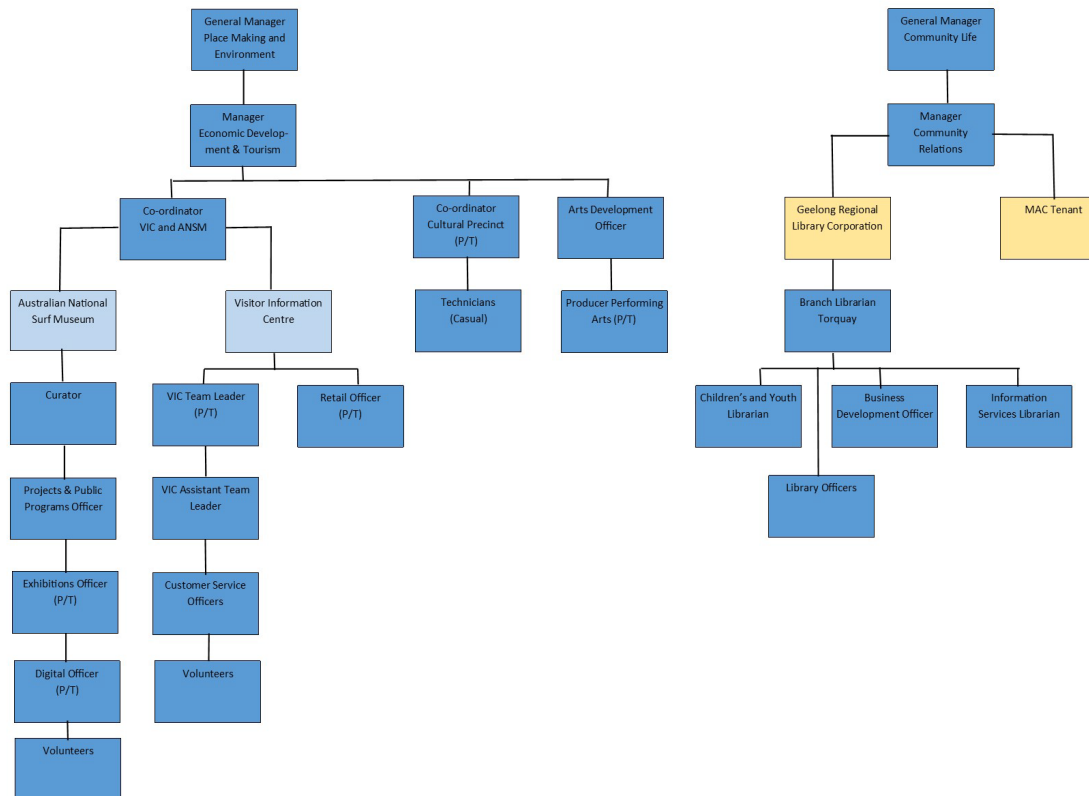 General Manager
Place Making and
Environment
General Manager
Community Life
Manager
Economic Develop-
ment & Tourism
Manager
Community
Relations
Co-ordinator
VIC and ANSM
Co-ordinator
Cultural Precinct
(P/T)
Arts Development
Officer
Geelong Regional
Library Corporation
MAC Tenant
Australian National
Surf Museum
Visitor Information
Centre
Technicians
(Casual)
Producer Performing
Arts (P/T)
Branch Librarian
Torquay
Curator
VIC Team Leader
(P/T)
Retail Officer
(P/T)
Children's and Youth
Librarian
Business
Development Officer
Information
Services Librarian
Projects & Public
Programs Officer
VIC Assistant Team
Leader
Library Officers
Exhibitions Officer
(P/T)
Customer Service
Officers
Digital Officer
(P/T)
Volunteers
Volunteers